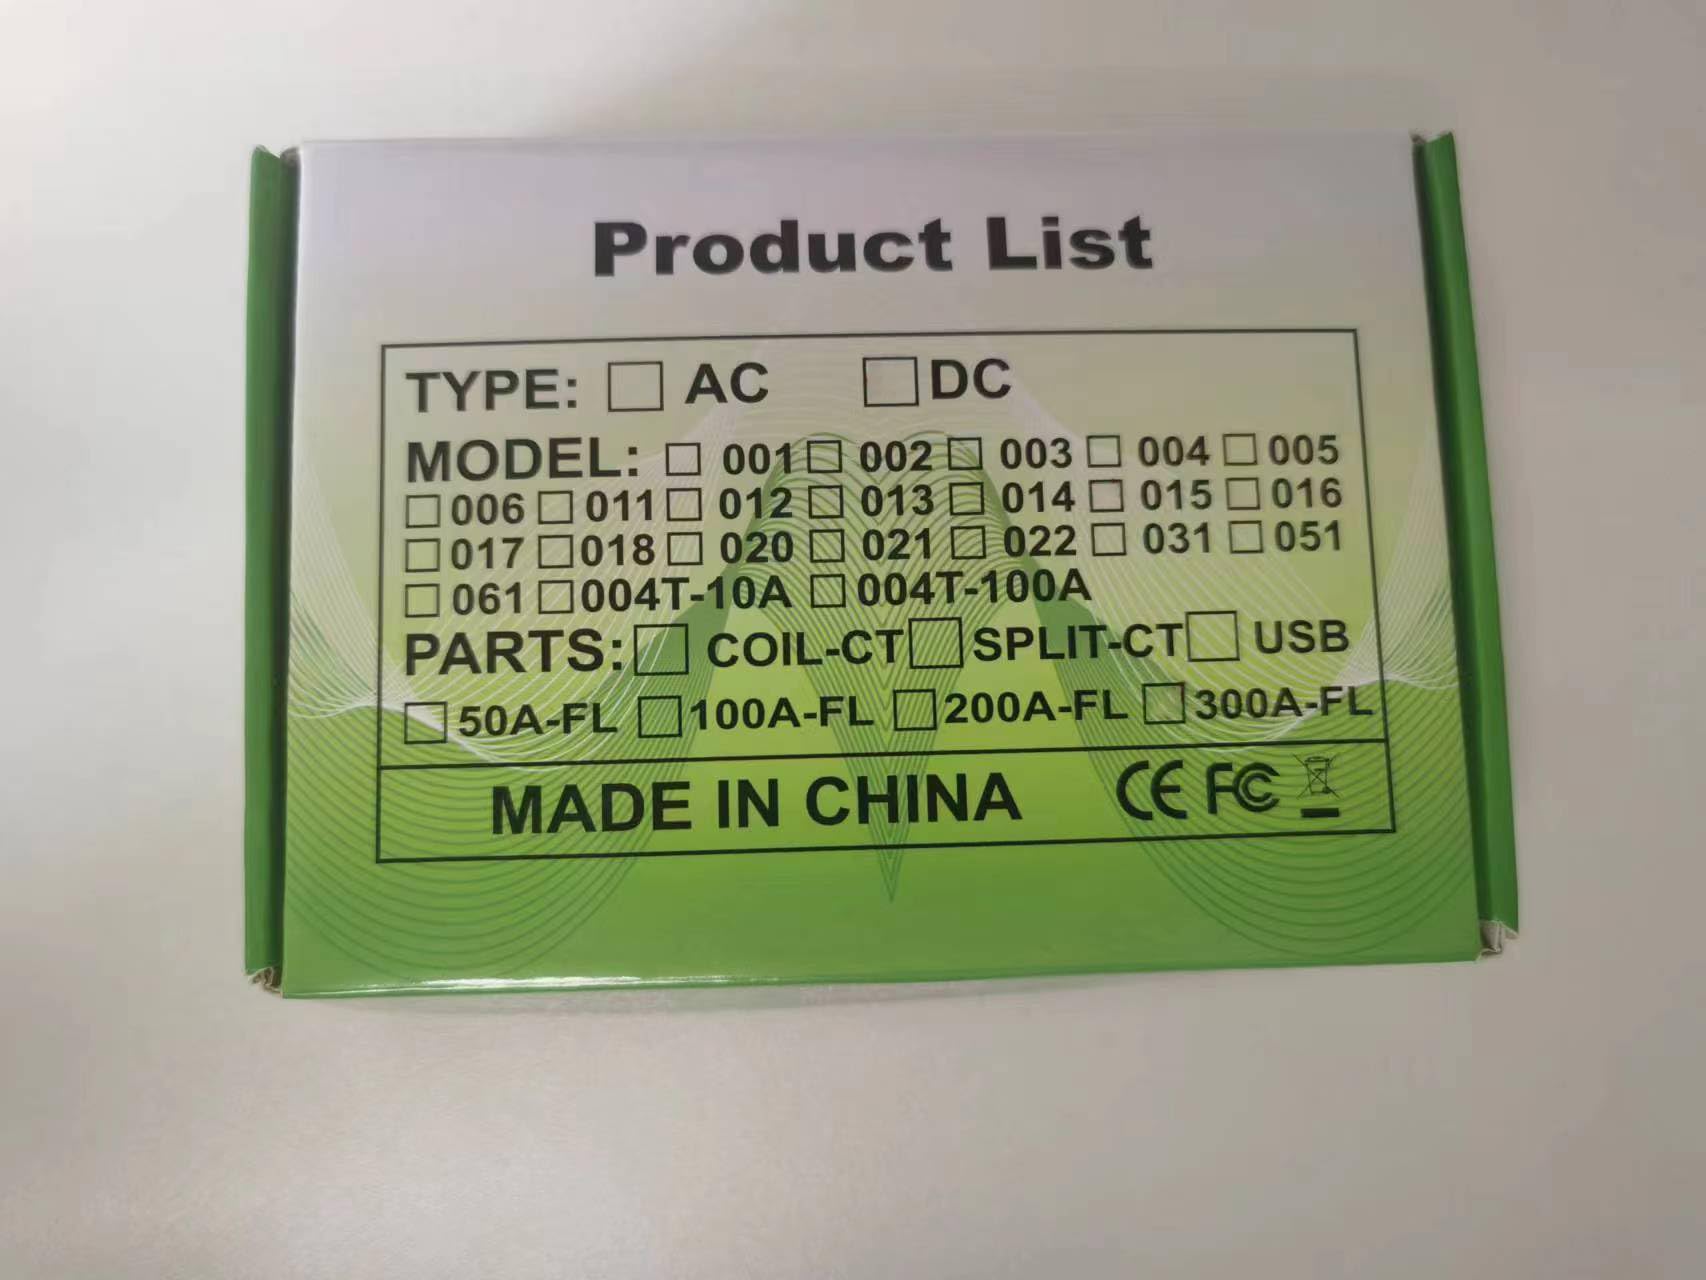 Product List
TYPE: □ AC □ DC
MODEL: □ 001 □ 002 □ 003 □ 004 □ 005
□ 006 □ 011 □ 012 □ 013 □ 014 □ 015 □ 016
□ 017 □ 018 □ 020 □ 021 □ 022 □ 031 □ 051
□ 061 □ 004T-10A □ 004T-100A
PARTS: □ COIL-CT □ SPLIT-CT □ USB
□ 50A-FL □ 100A-FL □ 200A-FL □ 300A-FL
MADE IN CHINA CE FC